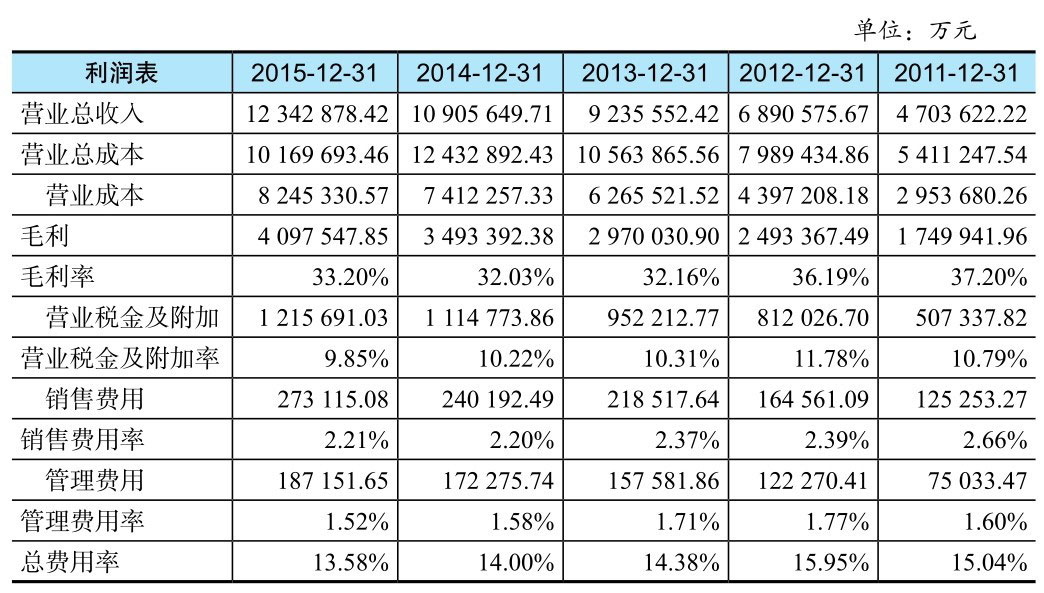 单位：万元
利润表 2015-12-31 2014-12-31 2013-12-31 2012-12-31 2011-12-31
营业总收入 12 342 878.42 10 905 649.71 9 235 552.42 6 890 575.67 4 703 622.22
营业总成本 10 169 693.46 12 432 892.43 10 563 865.56 7 989 434.86 5 411 247.54
营业成本 8 245 330.57 7 412 257.33 6 265 521.52 4 397 208.18 2 953 680.26
毛利 4 097 547.85 3 493 392.38 2 970 030.90 2 493 367.49 1 749 941.96
毛利率 33.20% 32.03% 32.16% 36.19% 37.20%
营业税金及附加 1 215 691.03 1 114 773.86 952 212.77 812 026.70 507 337.82
营业税金及附加率 9.85% 10.22% 10.31% 11.78% 10.79%
销售费用 273 115.08 240 192.49 218 517.64 164 561.09 125 253.27
销售费用率 2.21% 2.20% 2.37% 2.39% 2.66%
管理费用 187 151.65 172 275.74 157 581.86 122 270.41 75 033.47
管理费用率 1.52% 1.58% 1.71% 1.77% 1.60%
总费用率 13.58% 14.00% 14.38% 15.95% 15.04%